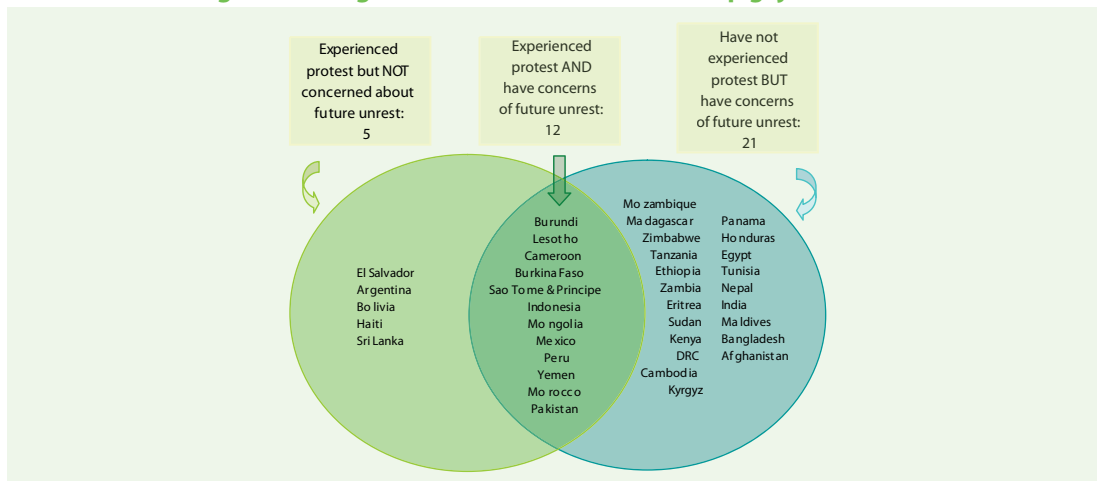 Experienced
protest but NOT
concerned about
future unrest:
5
Experienced
protest AND
have concerns
of future unrest:
12
Have not
experienced
protest BUT
have concerns
of future unrest:
21
El Salvador
Argentina
Bolivia
Haiti
Sri Lanka
Burundi
Lesotho
Cameroon
Burkina Faso
Sao Tome & Principe
Indonesia
Mongolia
Mexico
Peru
Yemen
Morocco
Pakistan
Mozambique
Madagascar
Zimbabwe
Tanzania
Ethiopia
Zambia
Eritrea
Sudan
Kenya
DRC
Cambodia
Kyrgyz
Panama
Honduras
Egypt
Tunisia
Nepal
India
Maldives
Bangladesh
Afghanistan